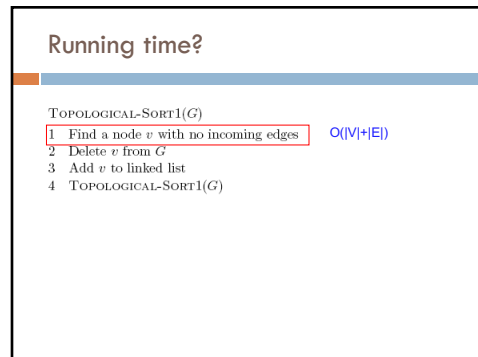 Running time?
TOPOLOGICAL-SORT1(G)
1 Find a node v with no incoming edges O(|V|+|E|)
2 Delete v from G
3 Add v to linked list
4 TOPOLOGICAL-SORT1(G)